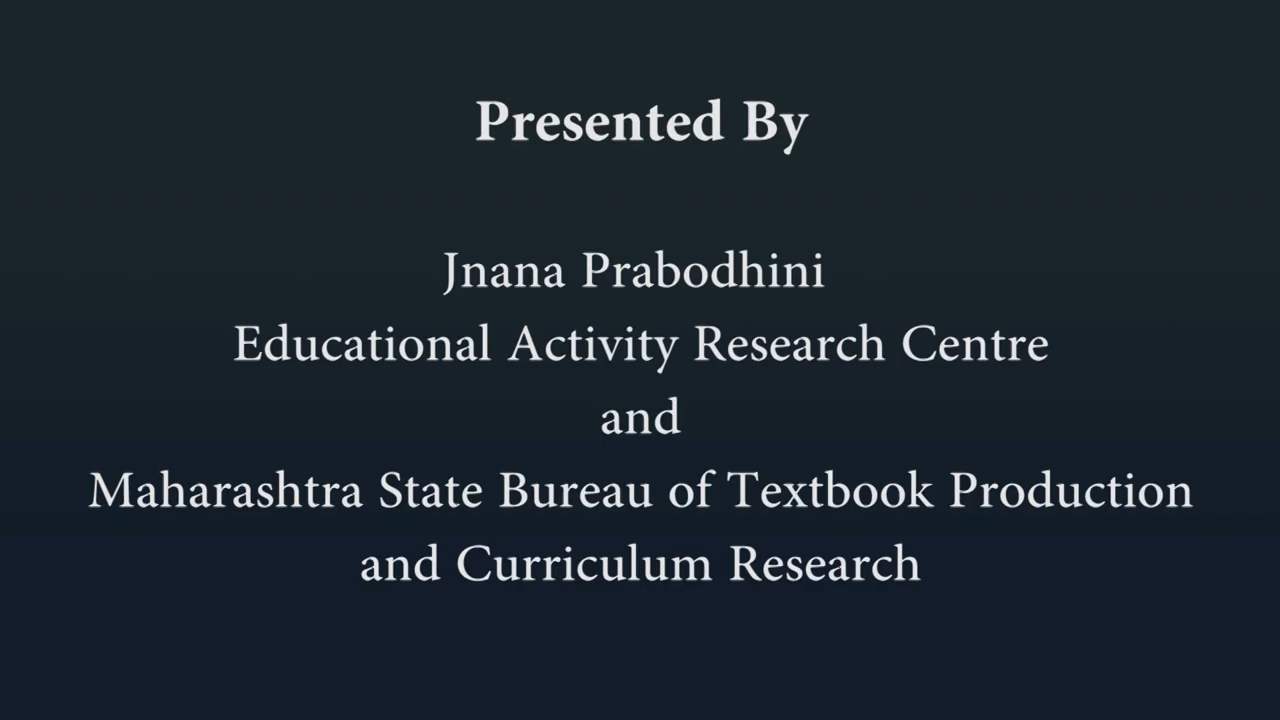 Presented By
Jnana Prabodhini
Educational Activity Research Centre
and
Maharashtra State Bureau of Textbook Production
and Curriculum Research